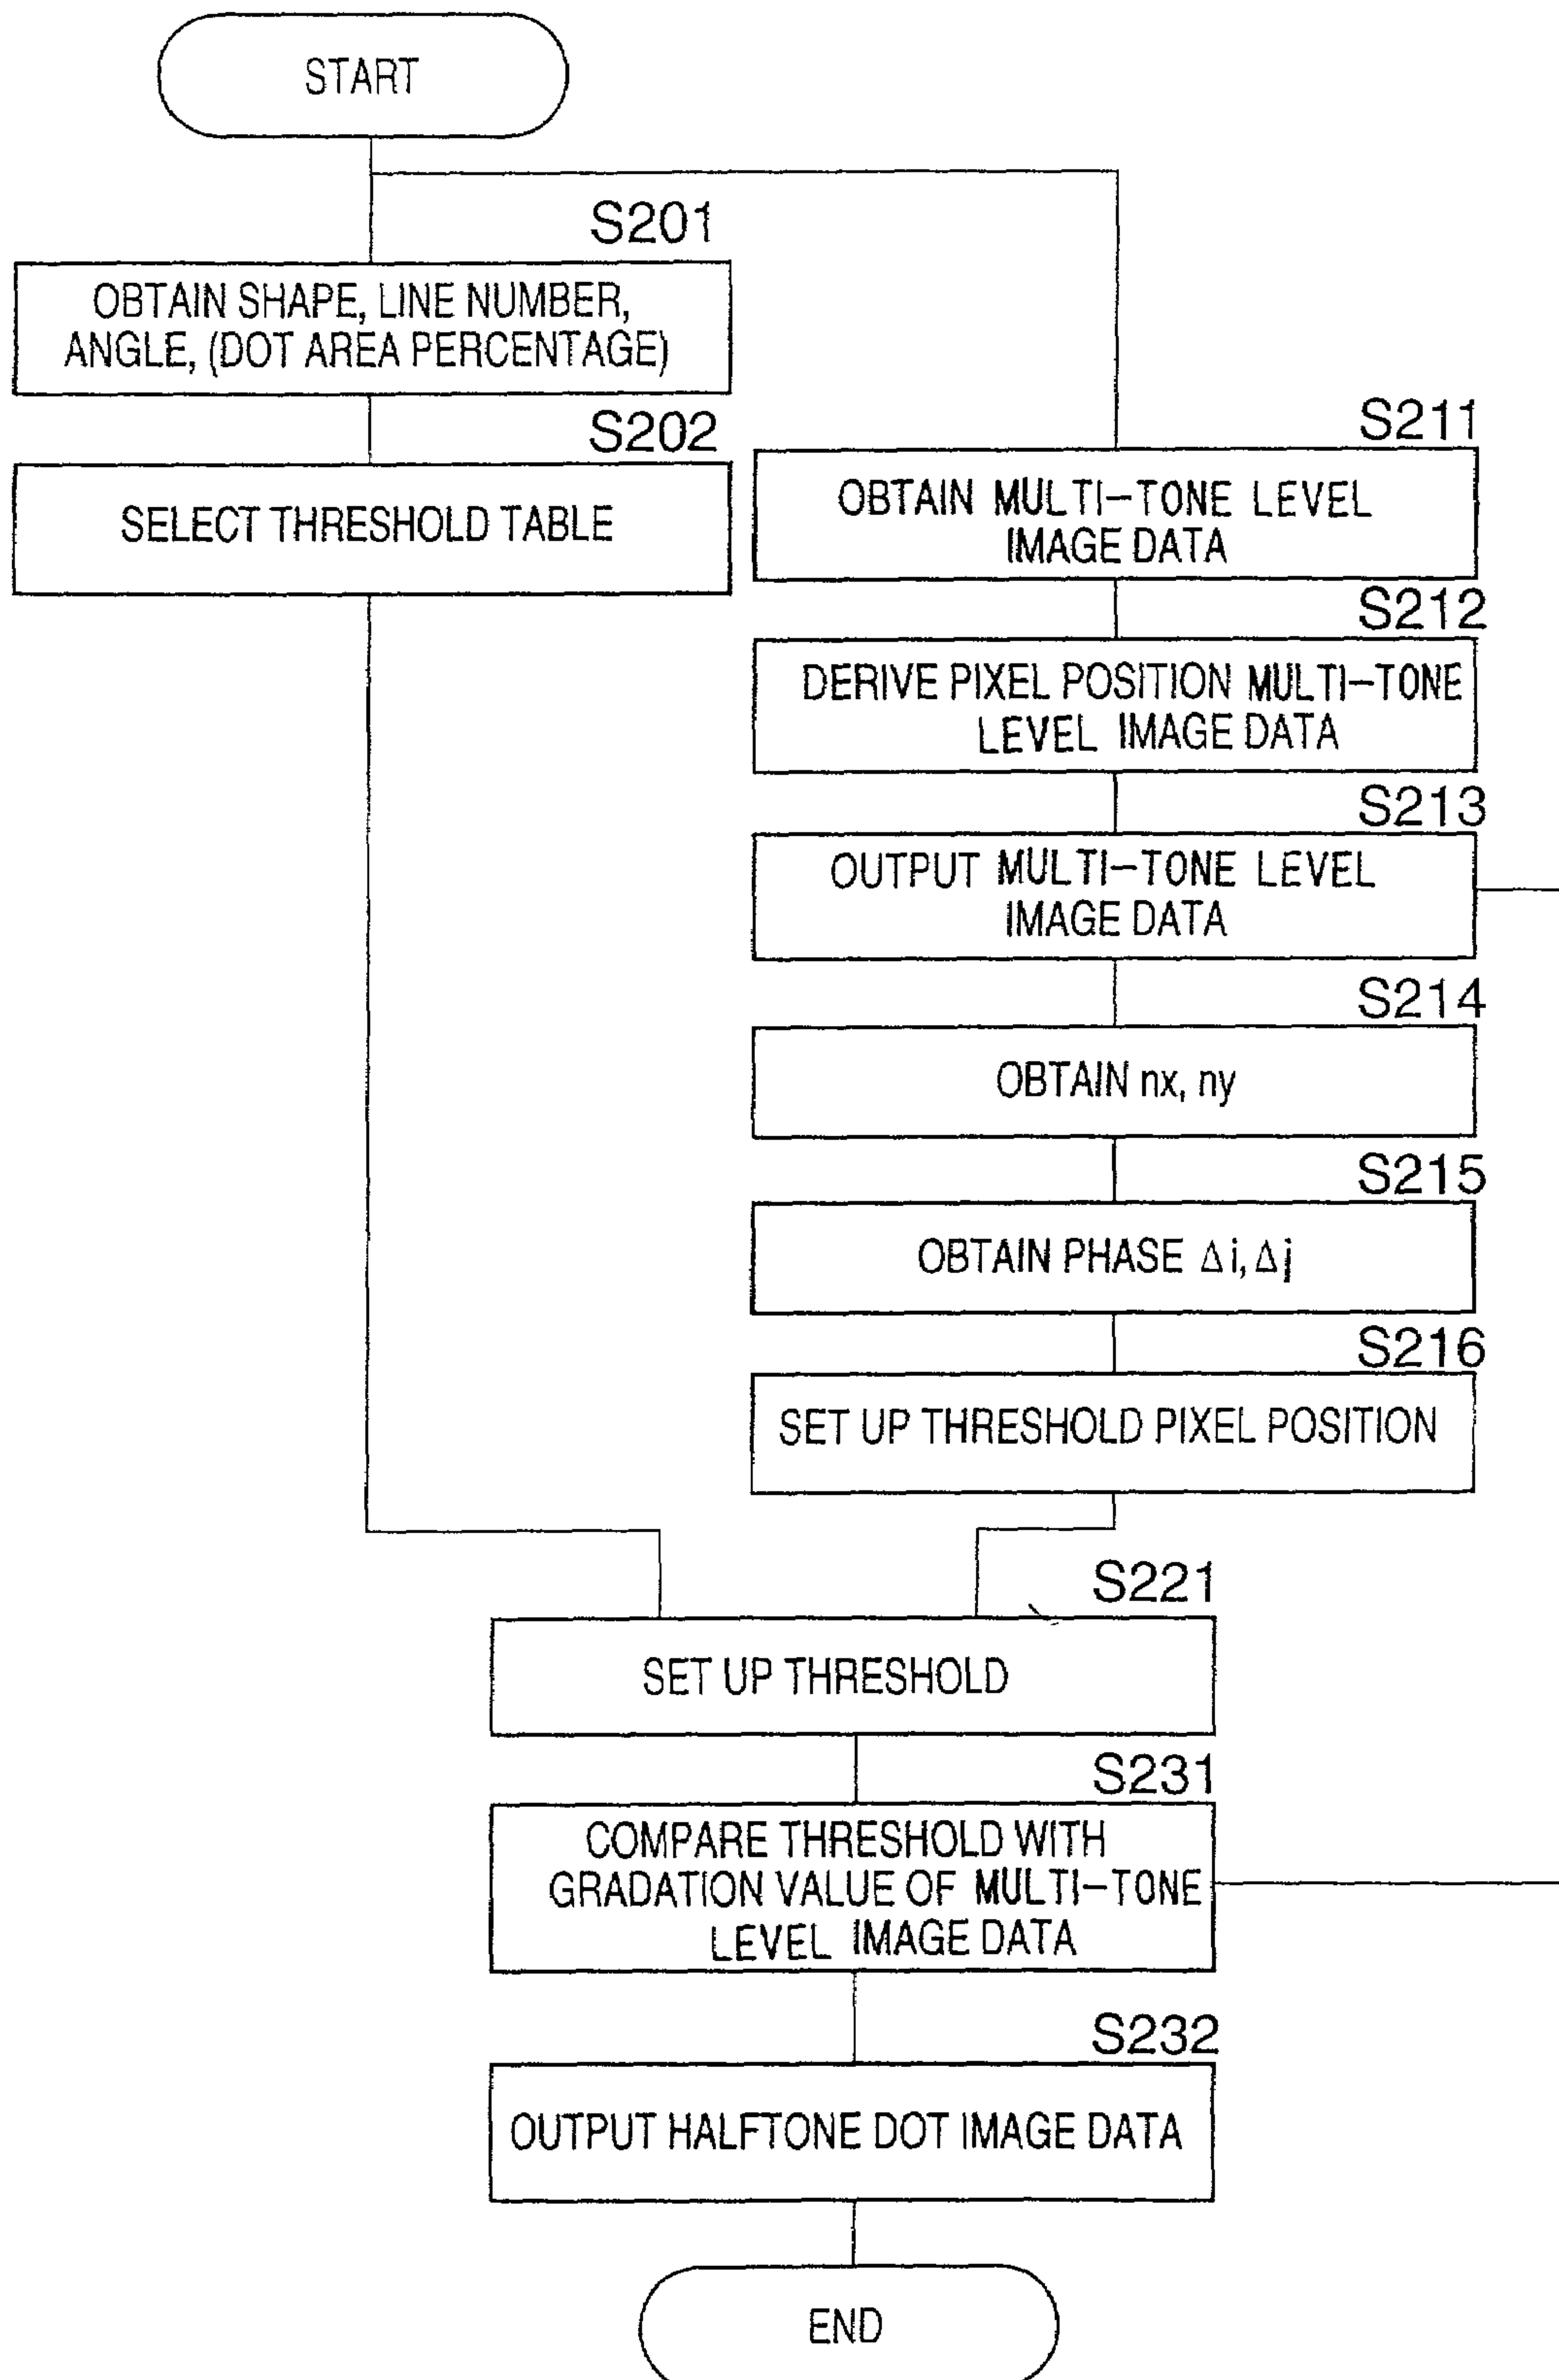 START
S201
OBTAIN SHAPE, LINE NUMBER,
ANGLE, (DOT AREA PERCENTAGE)
S202
SELECT THRESHOLD TABLE
S211
OBTAIN MULTI-TONE LEVEL
IMAGE DATA
S212
DERIVE PIXEL POSITION MULTI-TONE
LEVEL IMAGE DATA
S213
OUTPUT MULTI-TONE LEVEL
IMAGE DATA
S214
OBTAIN nx, ny
S215
OBTAIN PHASE Δi, Δj
S216
SET UP THRESHOLD PIXEL POSITION
S221
SET UP THRESHOLD
S231
COMPARE THRESHOLD WITH
GRADATION VALUE OF MULTI-TONE
LEVEL IMAGE DATA
S232
OUTPUT HALFTONE DOT IMAGE DATA
END